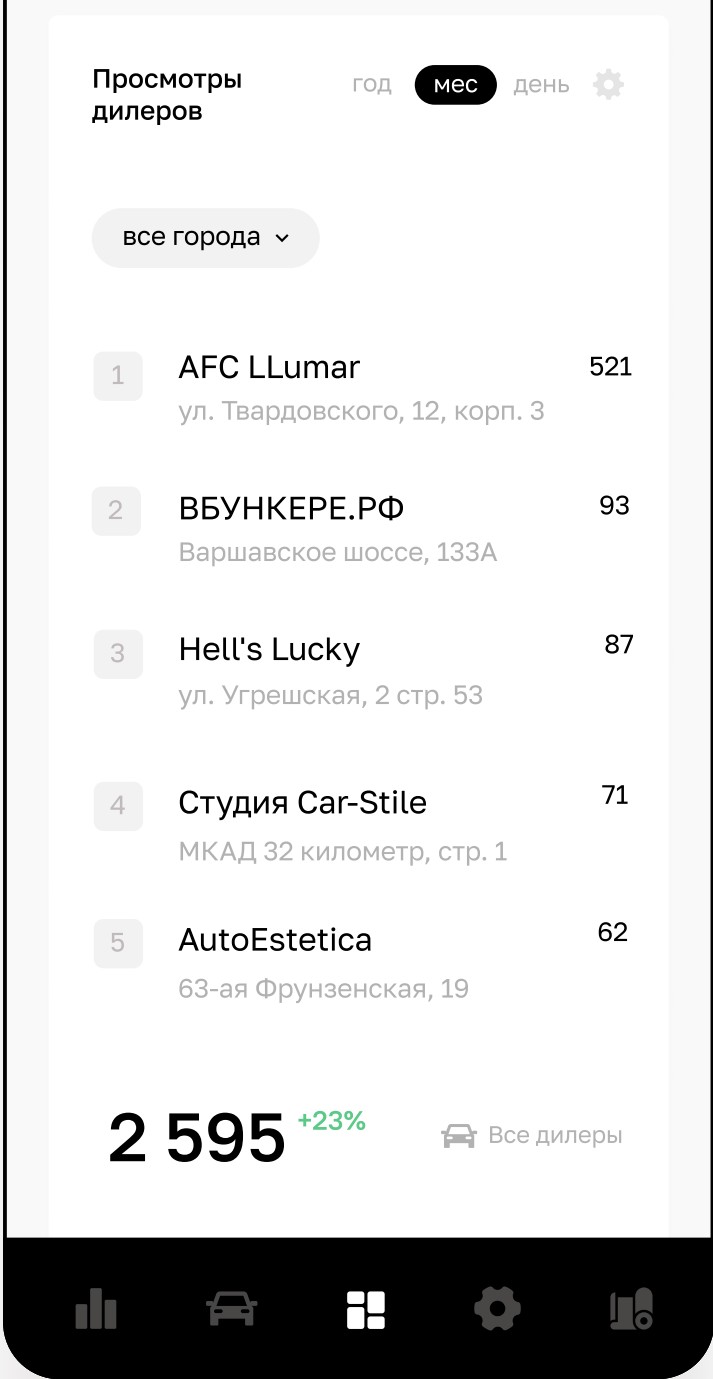 Просмотры
дилеров
год мес день
все города
1 AFC LLumar 521
ул. Твардовского, 12, корп. 3
2 ВБУНКЕРЕ.РФ 93
Варшавское шоссе, 133А
3 Hell's Lucky 87
ул. Угрешская, 2 стр. 53
4 Студия Car-Stile 71
МКАД 32 километр, стр. 1
5 AutoEstetica 62
63-ая Фрунзенская, 19
2 595 +23% Все дилеры